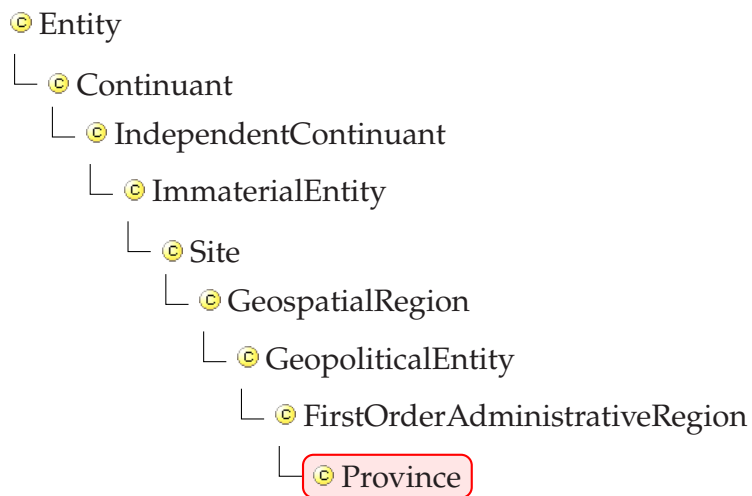 Entity
Continuant
IndependentContinuant
ImmaterialEntity
Site
GeospatialRegion
GeopoliticalEntity
FirstOrderAdministrativeRegion
Province